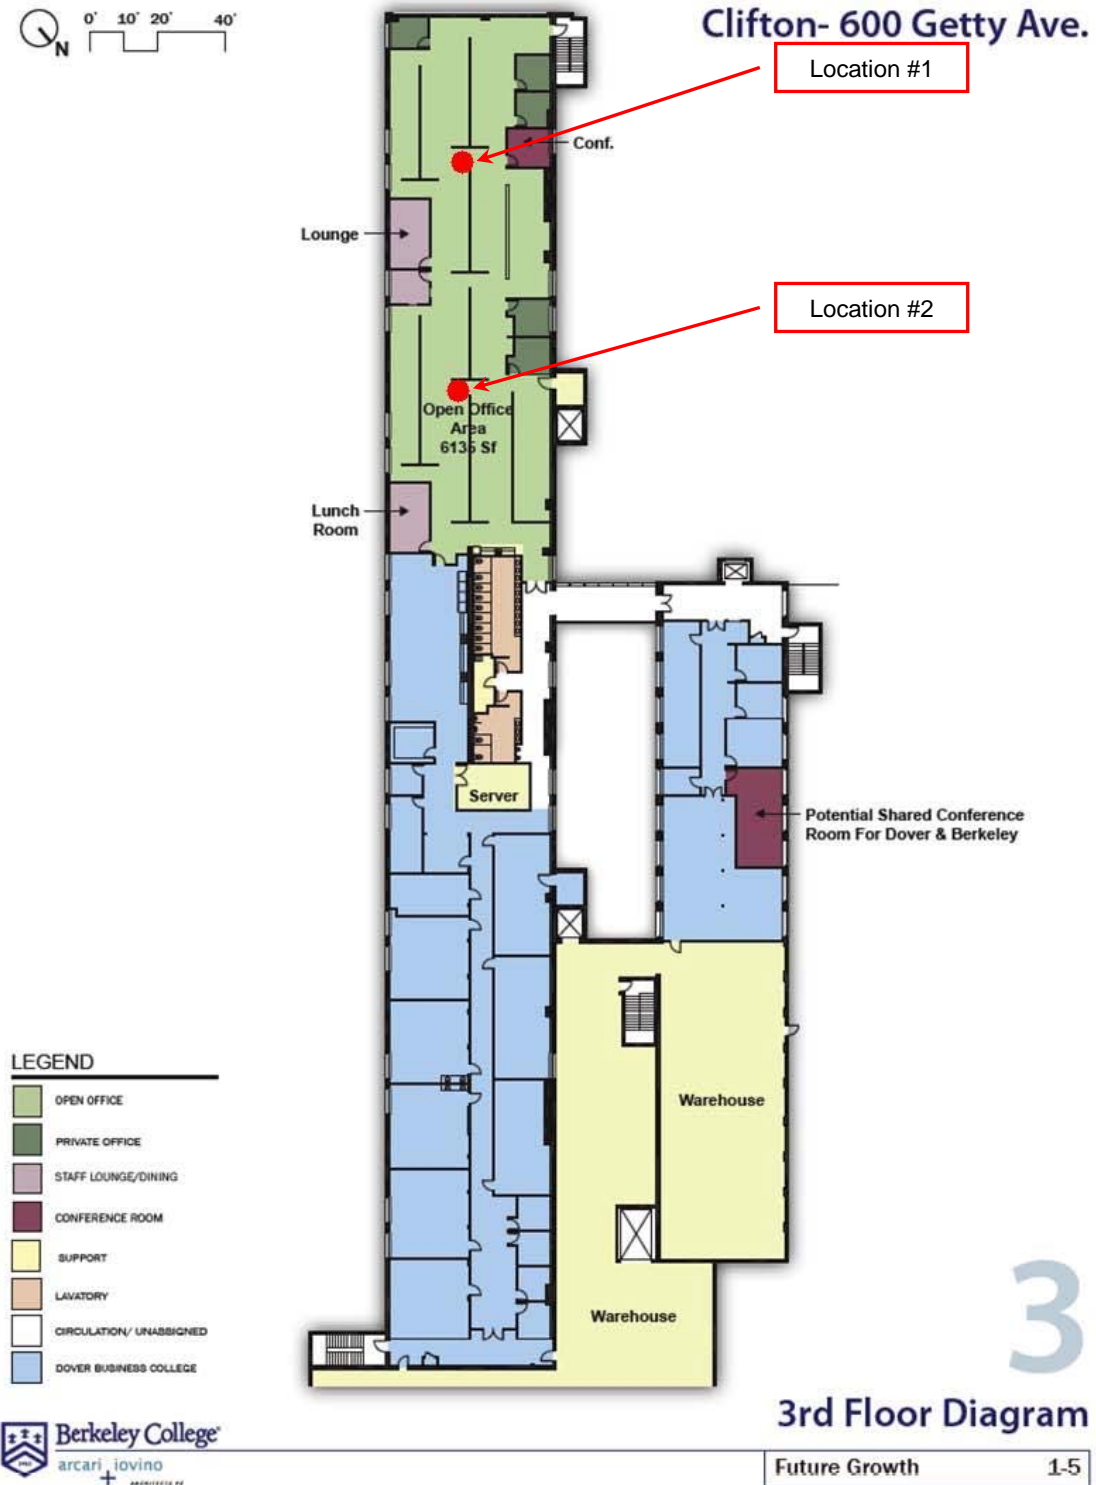 N
0' 10' 20' 40'
Clifton- 600 Getty Ave.
Location #1
Conf.
Lounge
Location #2
Open Office
Area
6135 Sf
Lunch
Room
Server
Potential Shared Conference
Room For Dover & Berkeley
LEGEND
OPEN OFFICE
PRIVATE OFFICE
STAFF LOUNGE/DINING
CONFERENCE ROOM
SUPPORT
LAVATORY
CIRCULATION/ UNASSIGNED
DOVER BUSINESS COLLEGE
Warehouse
Warehouse
3
3rd Floor Diagram
Berkeley College
arcari iovino
+
Future Growth 1-5